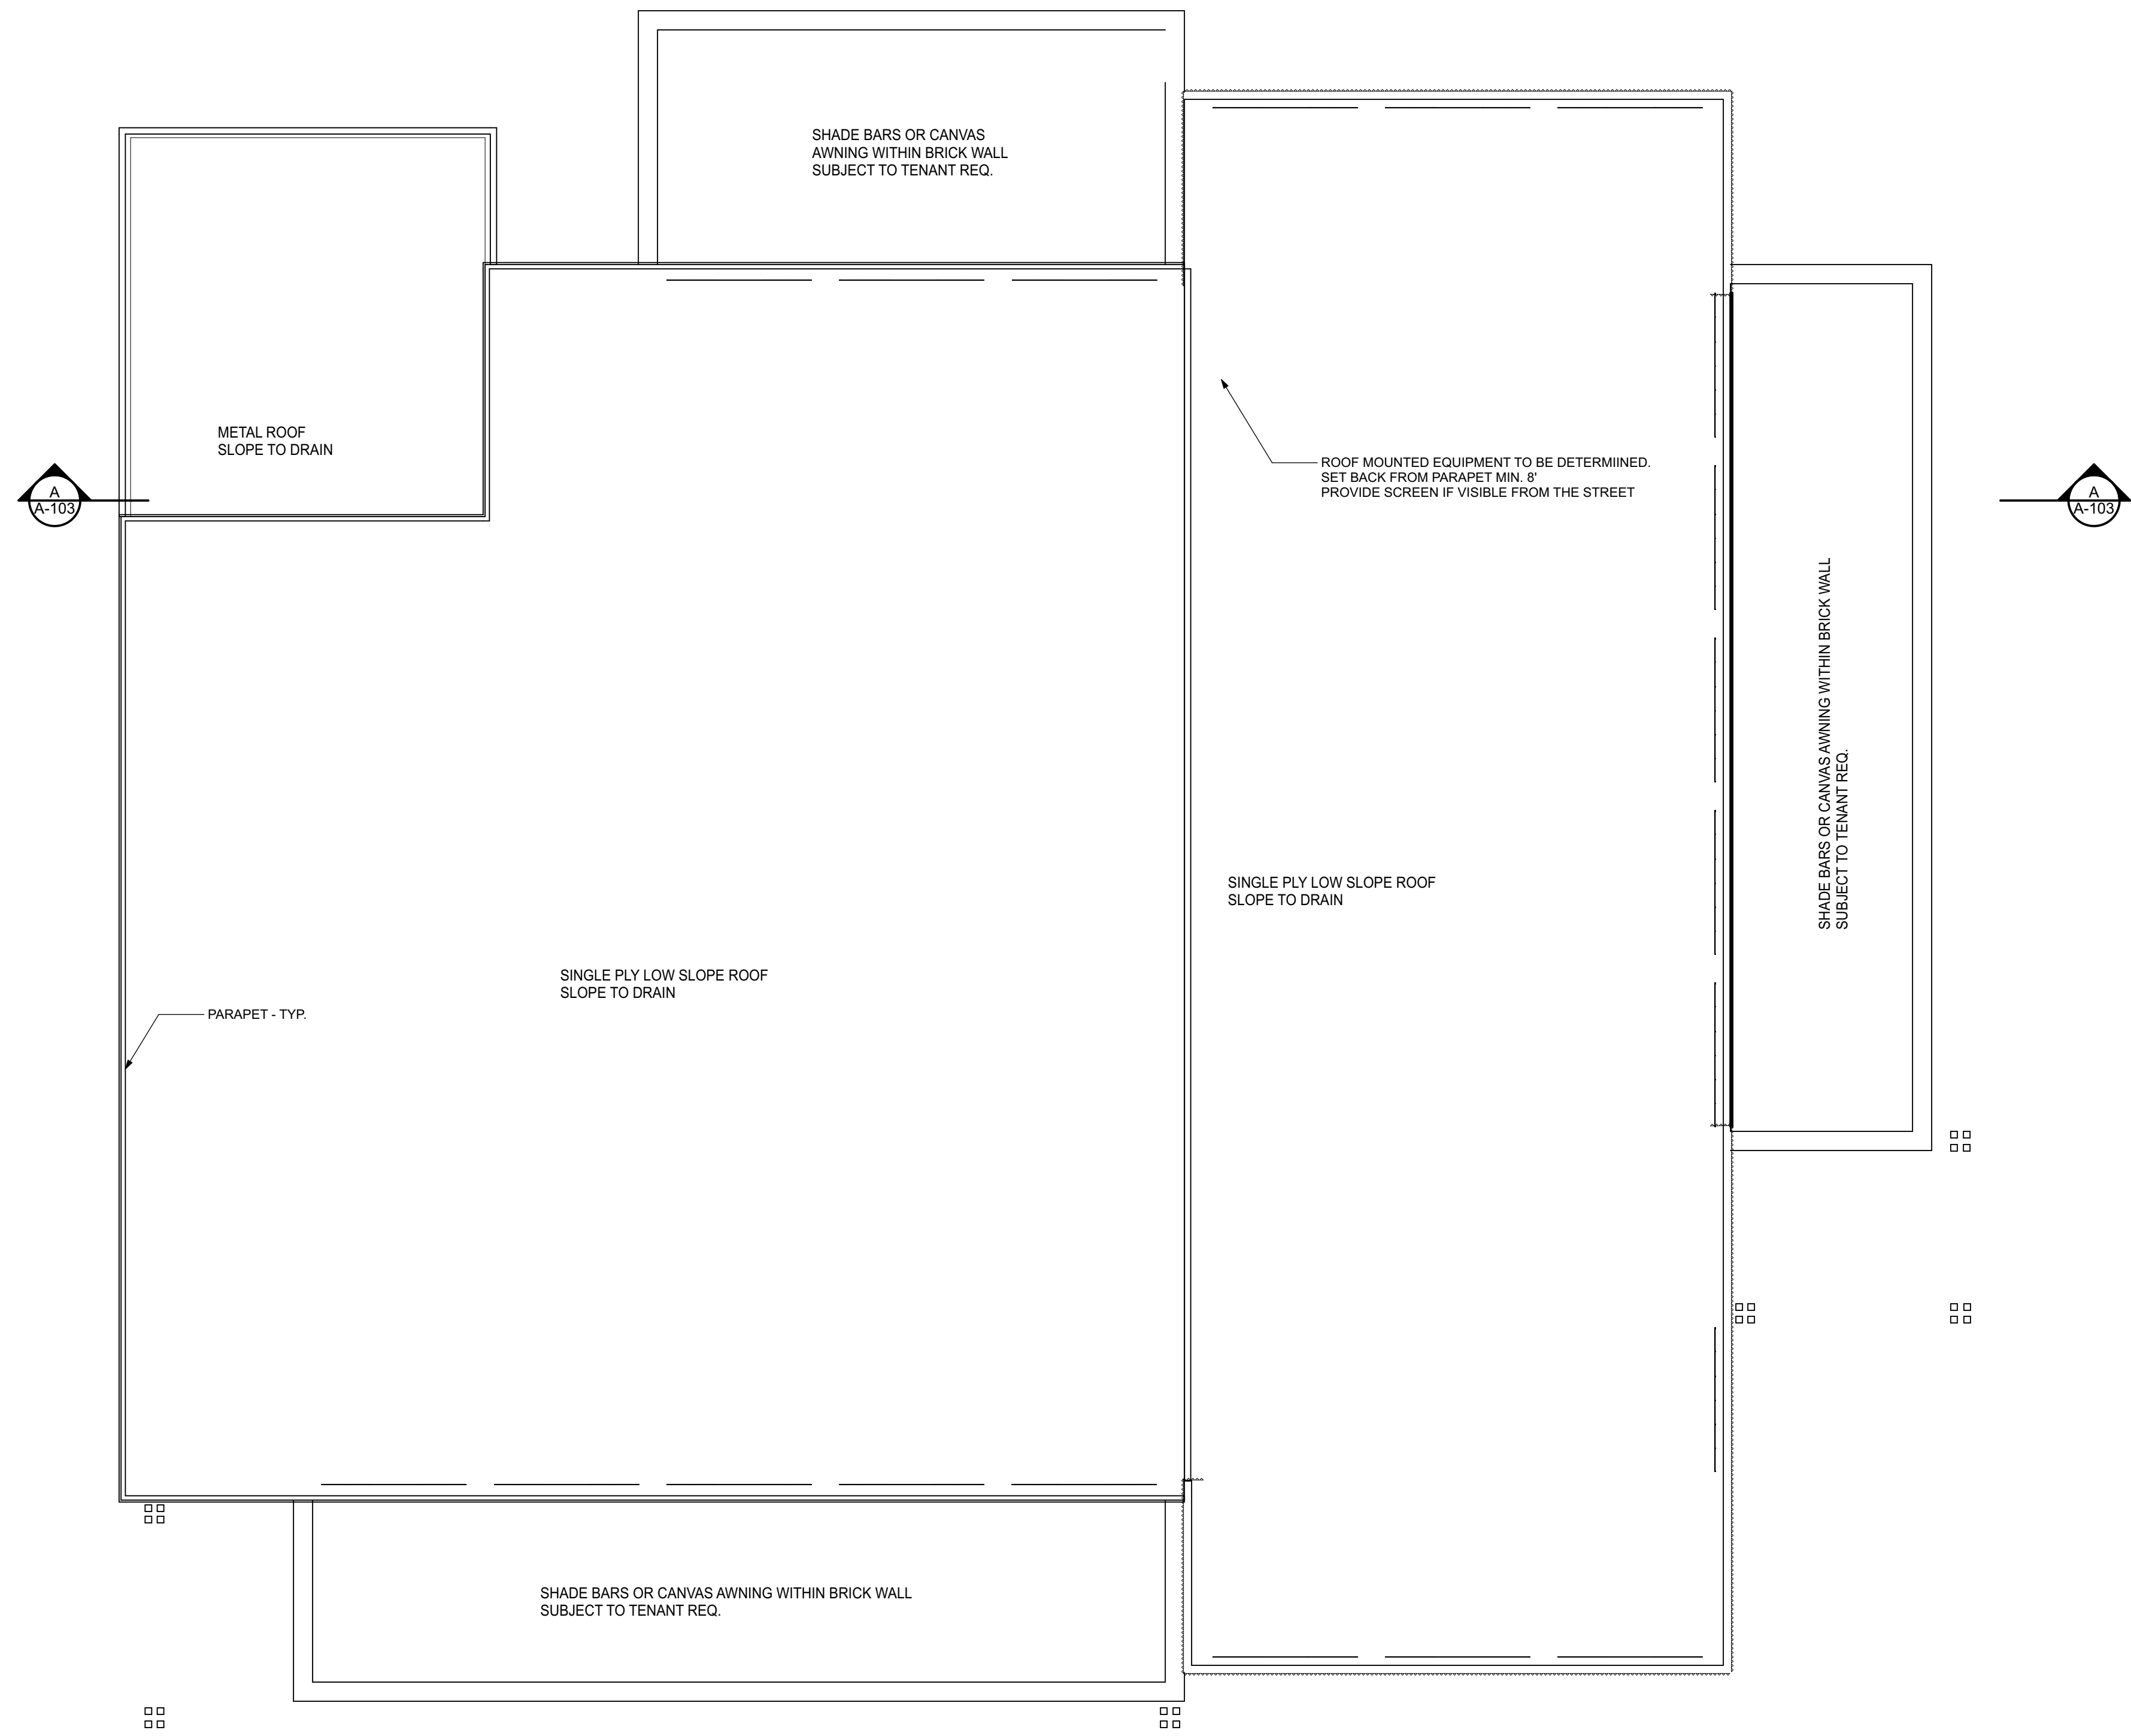 SHADE BARS OR CANVAS
AWNING WITHIN BRICK WALL
SUBJECT TO TENANT REQ.
METAL ROOF
SLOPE TO DRAIN
A
A-103
ROOF MOUNTED EQUIPMENT TO BE DETERMIINED.
SET BACK FROM PARAPET MIN. 8'
PROVIDE SCREEN IF VISIBLE FROM THE STREET
A
A-103
SHADE BARS OR CANVAS AWNING WITHIN BRICK WALL
SUBJECT TO TENANT REQ.
SINGLE PLY LOW SLOPE ROOF
SLOPE TO DRAIN
SINGLE PLY LOW SLOPE ROOF
SLOPE TO DRAIN
PARAPET - TYP.
SHADE BARS OR CANVAS AWNING WITHIN BRICK WALL
SUBJECT TO TENANT REQ.